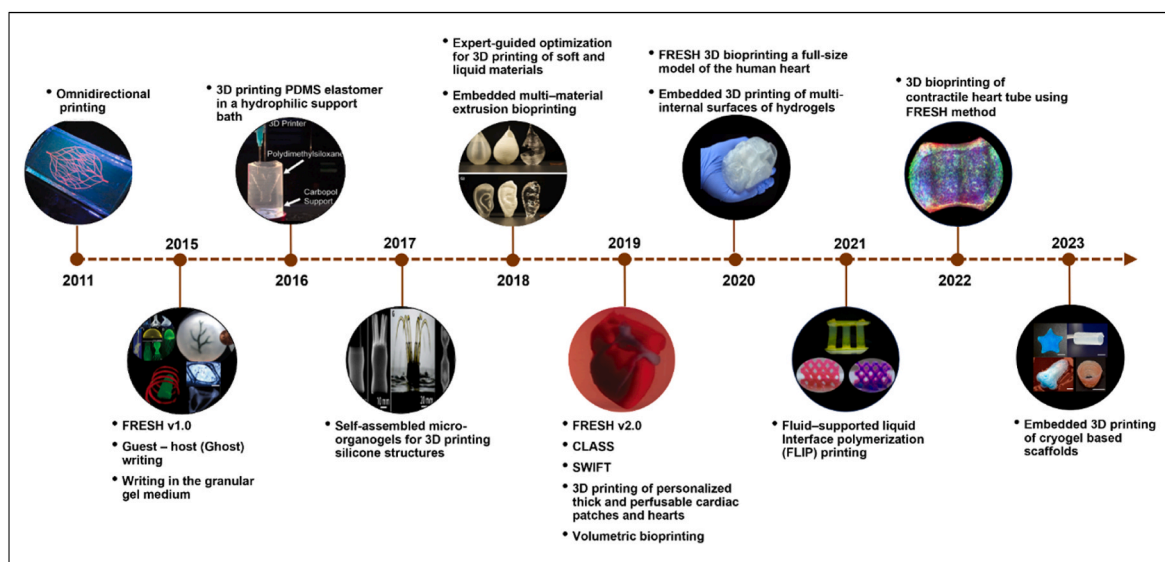 • Omnidirectional
printing
• 3D printing PDMS elastomer
in a hydrophilic support
bath
3D Printer
Polydimethylsiloxane
Carbopol
Support
• Expert-guided optimization
for 3D printing of soft and
liquid materials
• Embedded multi–material
extrusion bioprinting
• FRESH 3D bioprinting a full-size
model of the human heart
• Embedded 3D printing of multi-
internal surfaces of hydrogels
• 3D bioprinting of
contractile heart tube using
FRESH method
2011
2015
2016
2017
2018
2019
2020
2021
2022
2023
• FRESH v1.0
• Guest – host (Ghost)
writing
• Writing in the granular
gel medium
10 mm
20 mm
• Self-assembled micro-
organogels for 3D printing
silicone structures
• FRESH v2.0
• CLASS
• SWIFT
• 3D printing of personalized
thick and perfusable cardiac
patches and hearts
• Volumetric bioprinting
• Fluid–supported liquid
Interface polymerization
(FLIP) printing
• Embedded 3D printing
of cryogel based
scaffolds